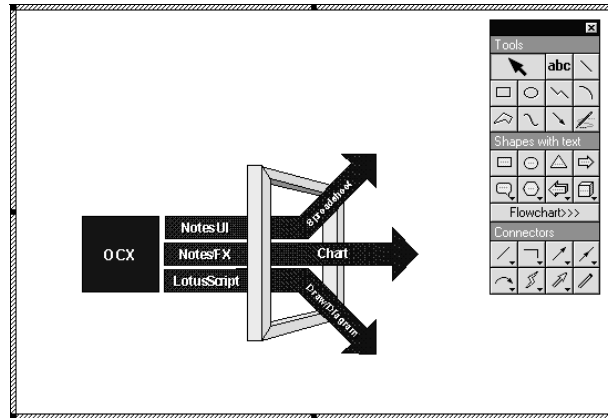 Tools
abc
Shapes with text
Flowchart>>>
Connectors
OCX
NotesUI
NotesFX
LotusScript
Spreadsheet
Chart
Draw/Diagram